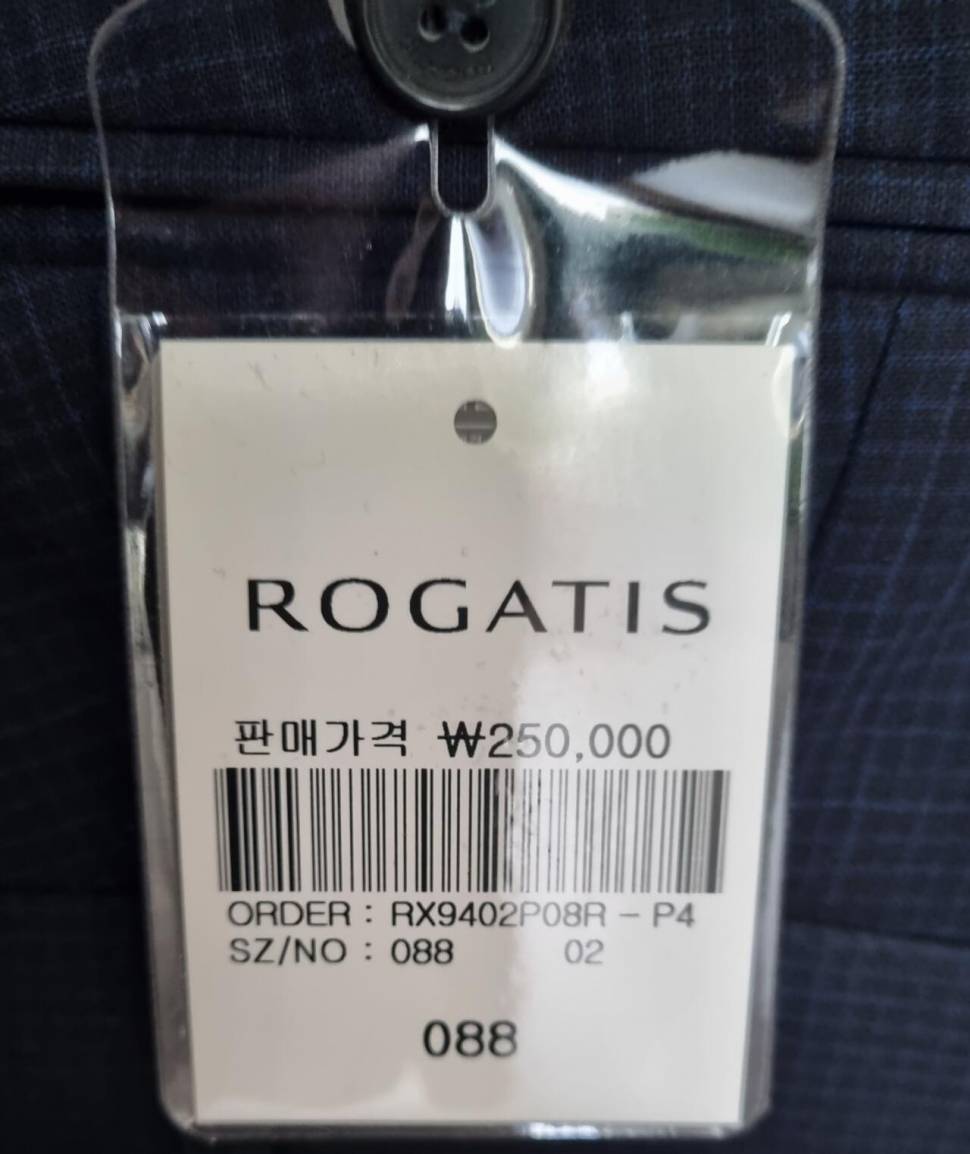 ROGATIS
판매가격 ₩250,000
ORDER : RX9402P08R - P4
SZ/NO : 088 02
088